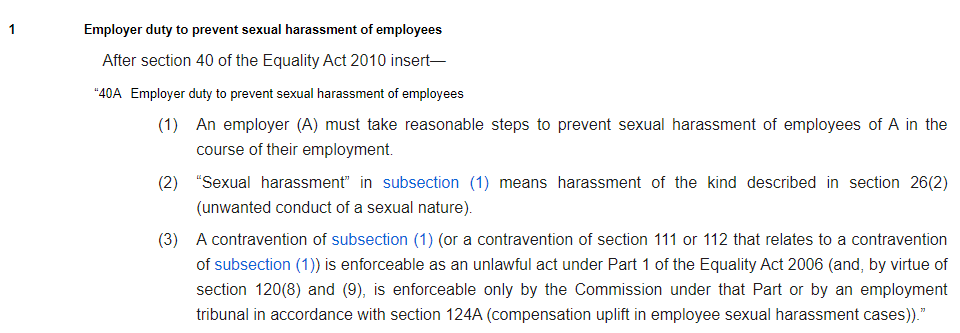 1 Employer duty to prevent sexual harassment of employees
After section 40 of the Equality Act 2010 insert—
“40A Employer duty to prevent sexual harassment of employees
(1) An employer (A) must take reasonable steps to prevent sexual harassment of employees of A in the
course of their employment.
(2) “Sexual harassment” in subsection (1) means harassment of the kind described in section 26(2)
(unwanted conduct of a sexual nature).
(3) A contravention of subsection (1) (or a contravention of section 111 or 112 that relates to a contravention
of subsection (1)) is enforceable as an unlawful act under Part 1 of the Equality Act 2006 (and, by virtue of
section 120(8) and (9), is enforceable only by the Commission under that Part or by an employment
tribunal in accordance with section 124A (compensation uplift in employee sexual harassment cases)).”